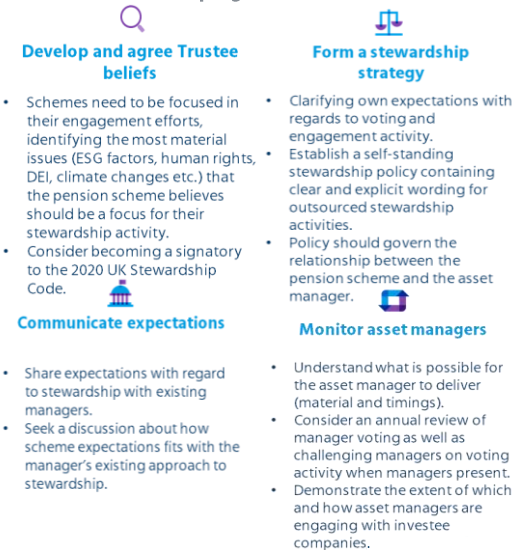 Develop and agree Trustee
beliefs
• Schemes need to be focused in
their engagement efforts,
identifying the most material
issues (ESG factors, human rights,
DEI, climate changes etc.) that
the pension scheme believes
should be a focus for their
stewardship activity.
• Consider becoming a signatory
to the 2020 UK Stewardship
Code.
Form a stewardship
strategy
• Clarifying own expectations with
regards to voting and
engagement activity.
• Establish a self-standing
stewardship policy containing
clear and explicit wording for
outsourced stewardship
activities.
• Policy should govern the
relationship between the
pension scheme and the asset
manager.
Communicate expectations
• Share expectations with regard
to stewardship with existing
managers.
• Seek a discussion about how
scheme expectations fits with the
manager's existing approach to
stewardship.
Monitor asset managers
• Understand what is possible for
the asset manager to deliver
(material and timings).
• Consider an annual review of
manager voting as well as
challenging managers on voting
activity when managers present.
• Demonstrate the extent of which
and how asset managers are
engaging with investee
companies.